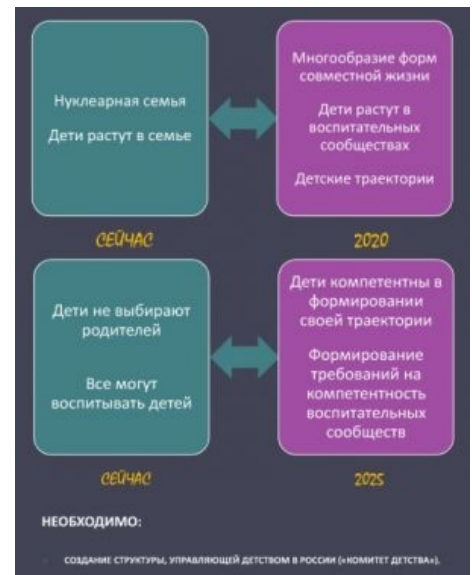 Нуклеарная семья
Дети растут в семье
Многообразие форм
совместной жизни
Дети растут в
воспитательных
сообществах
Детские траектории
СЕЙЧАС
2020
Дети не выбирают
родителей
Все могут
воспитывать детей
Дети компетентны в
формировании
своей траектории
Формирование
требований на
компетентность
воспитательных
сообществ
СЕЙЧАС
2025
НЕОБХОДИМО:
СОЗДАНИЕ СТРУКТУРЫ, УПРАВЛЯЮЩЕЙ ДЕТСТВОМ В РОССИИ («КОМИТЕТ ДЕТСТВА»).